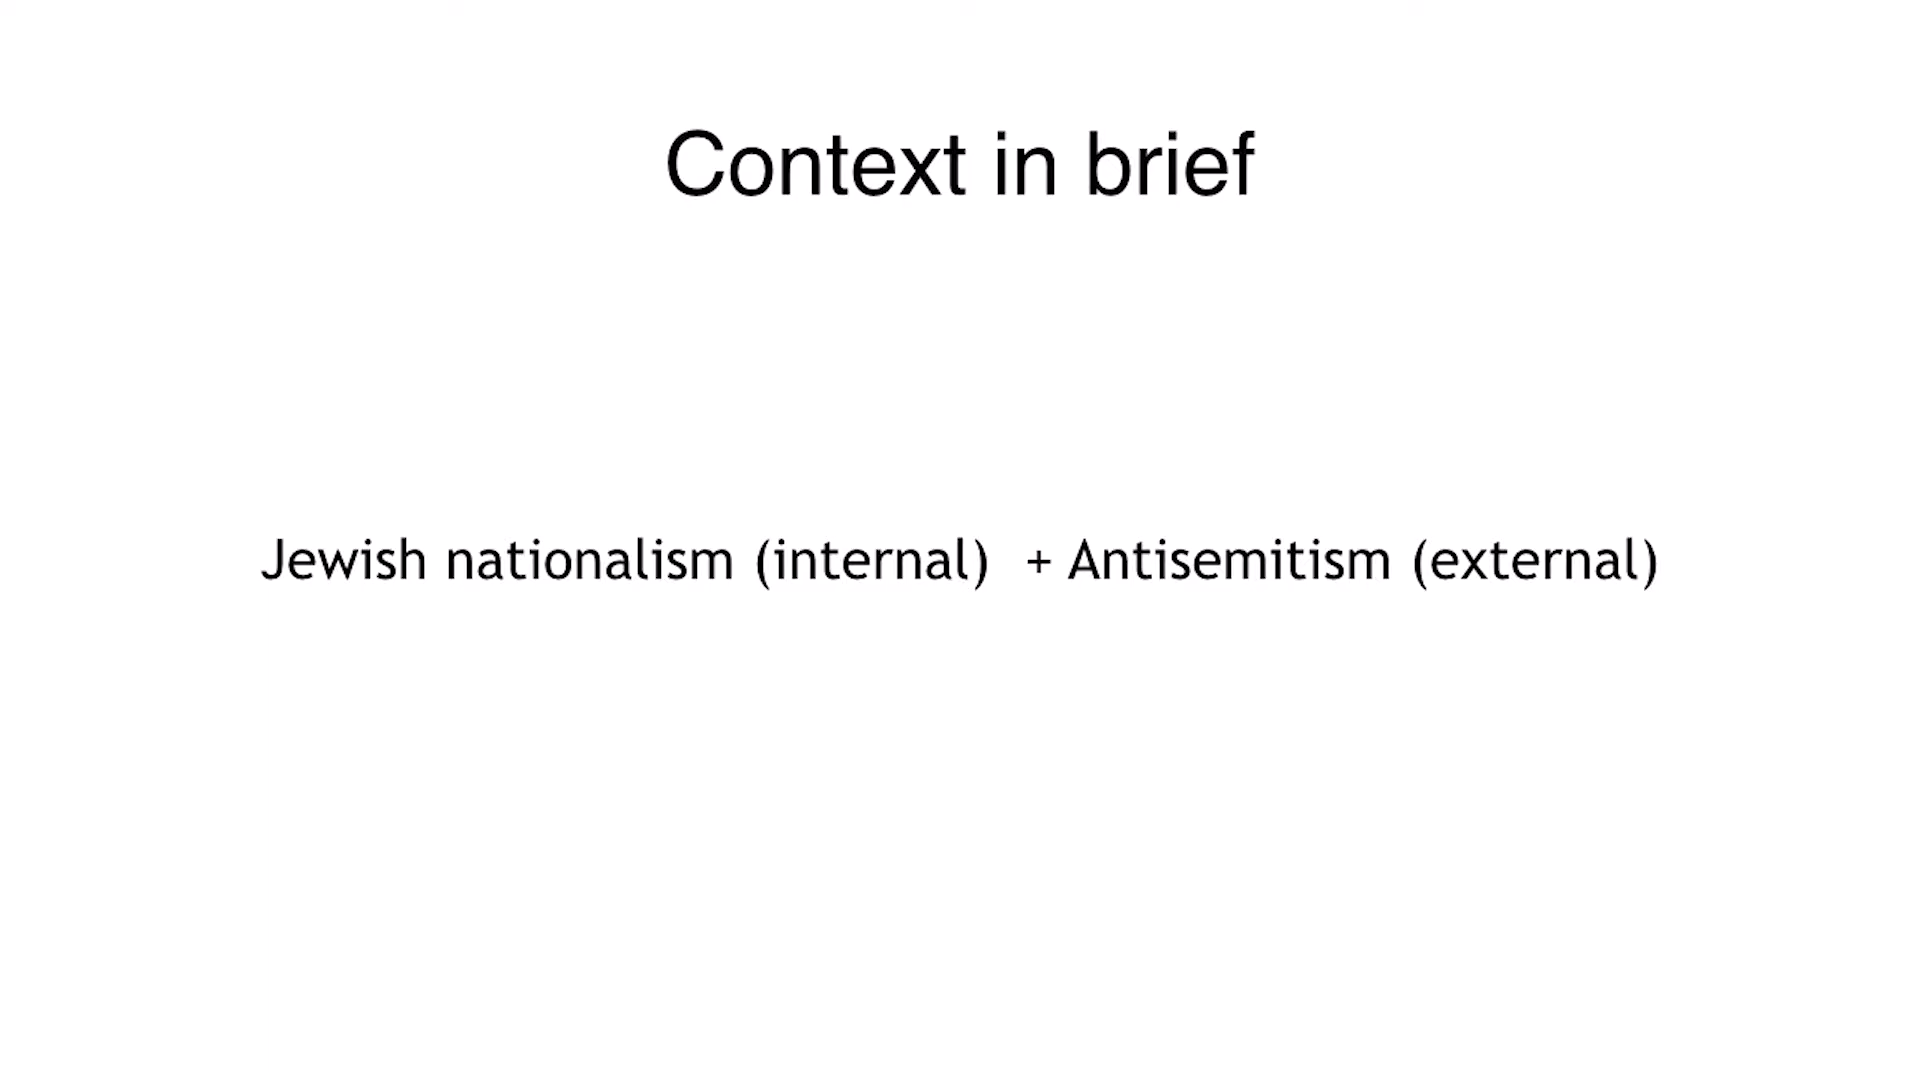 Context in brief
Jewish nationalism (internal)  + Antisemitism (external)